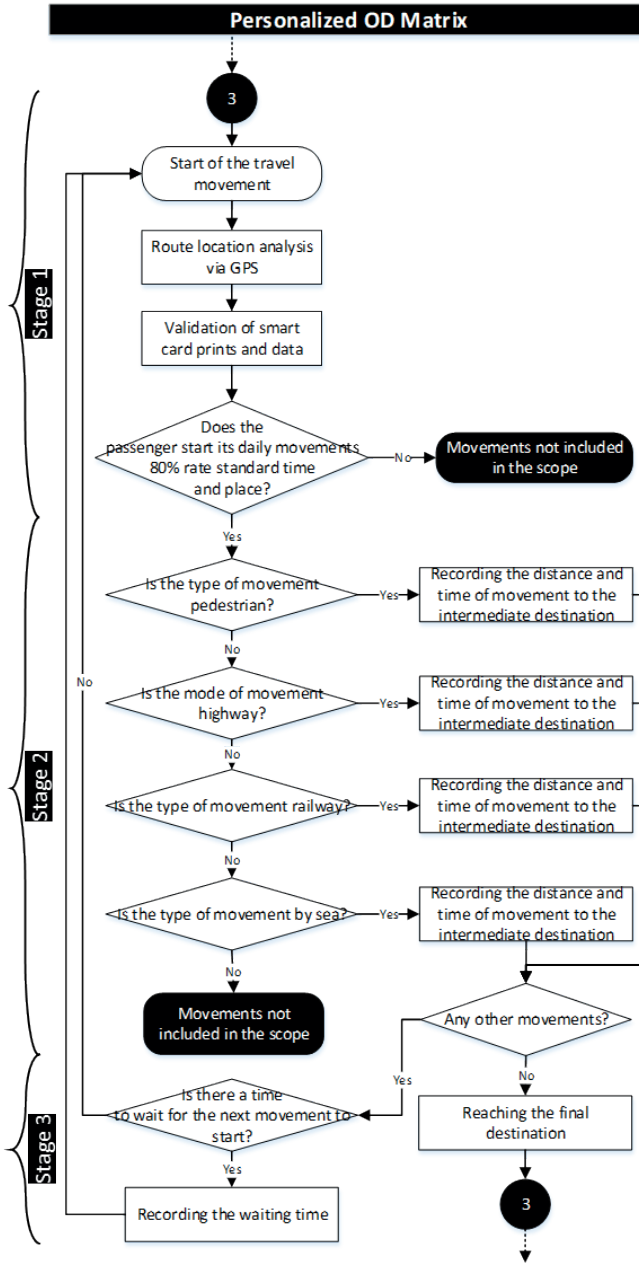 Personalized OD Matrix
3
Start of the travel
movement
Stage 1
Route location analysis
via GPS
Validation of smart
card prints and data
Does the
passenger start its daily movements
80% rate standard time
and place?
No
Movements not included
in the scope
Yes
Stage 2
Is the type of movement
pedestrian?
Yes
Recording the distance and
time of movement to the
intermediate destination
No
No
Is the mode of movement
highway?
Yes
Recording the distance and
time of movement to the
intermediate destination
No
Is the type of movement railway?
Yes
Recording the distance and
time of movement to the
intermediate destination
No
Is the type of movement by sea?
Yes
Recording the distance and
time of movement to the
intermediate destination
No
Movements not
included in the scope
Any other movements?
Yes
No
Stage 3
Is there a time
to wait for the next movement to
start?
Reaching the final
destination
Yes
Recording the waiting time
3